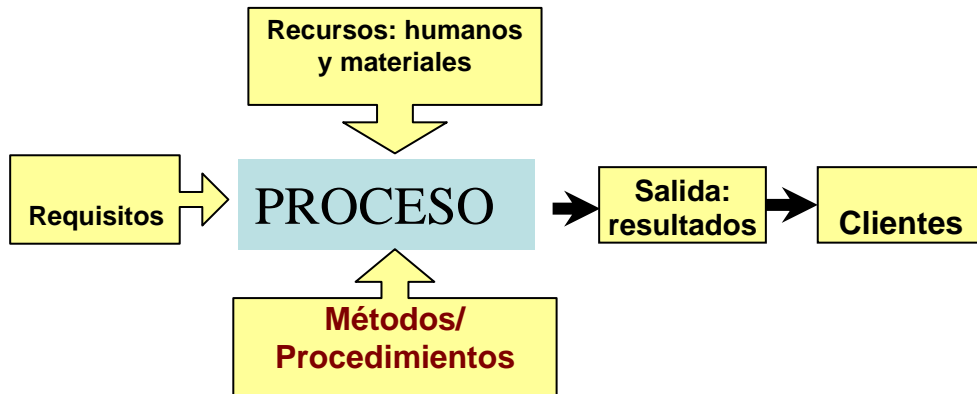 Recursos: humanos
y materiales
Requisitos
PROCESO
Salida:
resultados
Clientes
Métodos/
Procedimientos